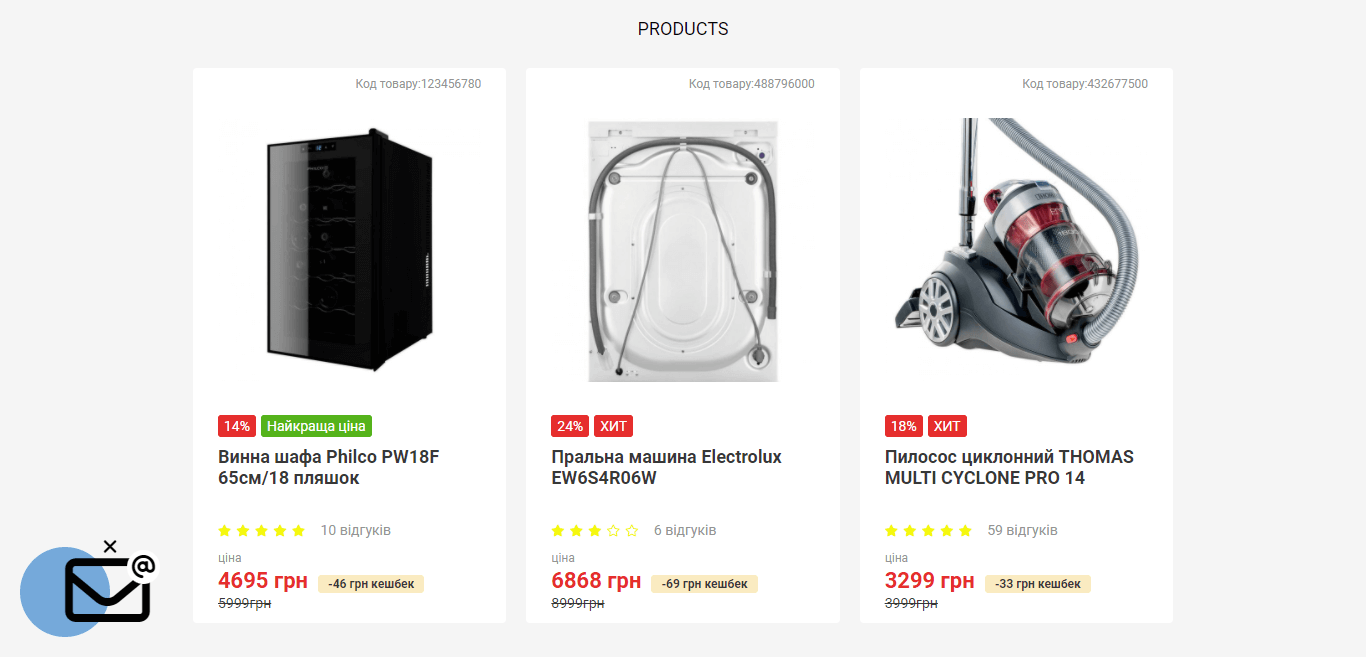 PRODUCTS
Код товару:123456780
Код товару:488796000
Код товару:432677500
14% Найкраща ціна
Винна шафа Philco PW18F
65см/18 пляшок
10 відгуків
ціна
4695 грн -46 грн кешбек
5999грн
24% ХИТ
Пральна машина Electrolux
EW6S4R06W
6 відгуків
ціна
6868 грн -69 грн кешбек
8999грн
18% ХИТ
Пилосос циклонний THOMAS
MULTI CYCLONE PRO 14
59 відгуків
ціна
3299 грн -33 грн кешбек
3999грн
@